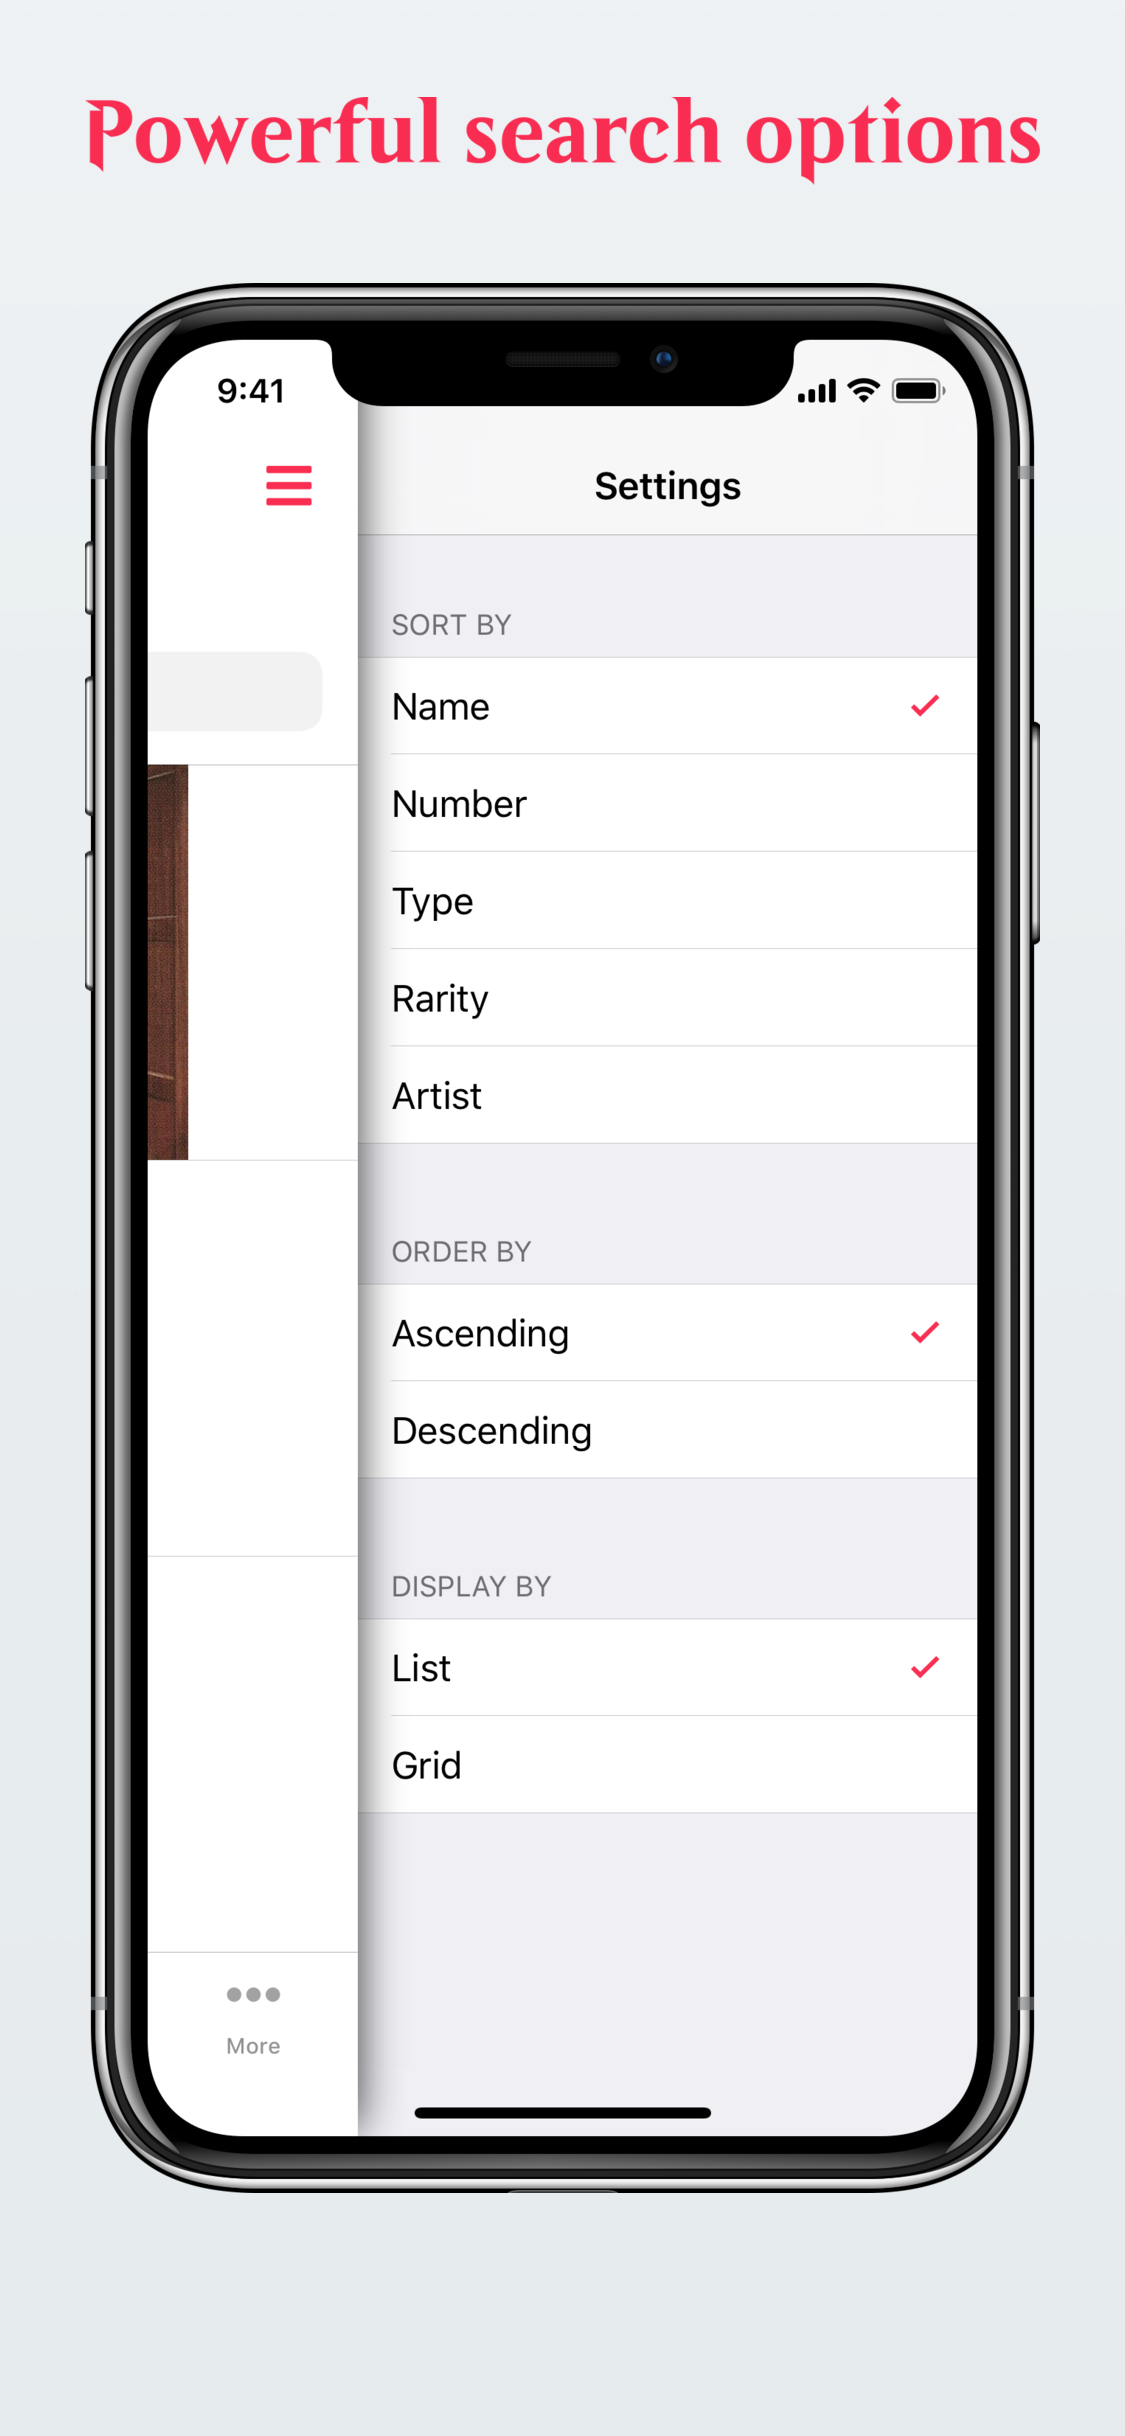 Powerful search options
9:41
Settings
SORT BY
Name
Number
Type
Rarity
Artist
ORDER BY
Ascending
Descending
DISPLAY BY
List
Grid
More